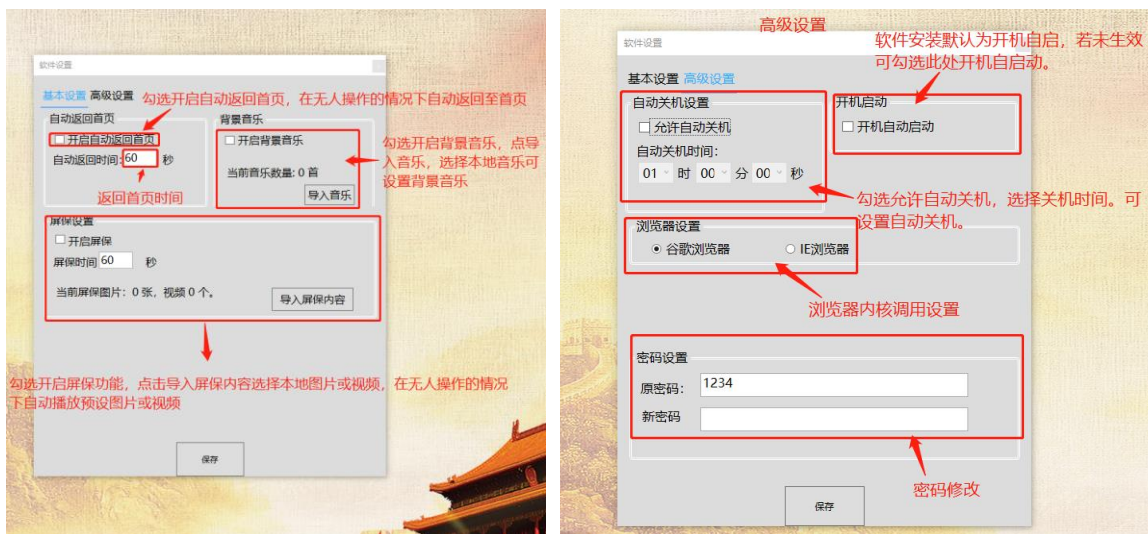 软件设置
基本设置 高级设置
勾选开启自动返回首页，在无人操作的情况下自动返回至首页
自动返回首页
开启自动返回首页
自动返回时间: 60 秒
返回首页时间
背景音乐
开启背景音乐
当前音乐数量: 0 首
导入音乐
勾选开启背景音乐，点导
入音乐，选择本地音乐可
设置背景音乐
屏保设置
开启屏保
屏保时间 60 秒
当前屏保图片：0 张，视频 0 个。
导入屏保内容
勾选开启屏保功能，点击导入屏保内容选择本地图片或视频，在无人操作的情况
下自动播放预设图片或视频
保存
高级设置
软件设置
软件安装默认为开机自启，若未生效
可勾选此处开机自启动。
基本设置 高级设置
自动关机设置
允许自动关机
自动关机时间:
01 时 00 分 00 秒
开机启动
开机自动启动
勾选允许自动关机，选择关机时间。可
设置自动关机。
浏览器设置
谷歌浏览器 IE浏览器
浏览器内核调用设置
密码设置
原密码： 1234
新密码
密码修改
保存